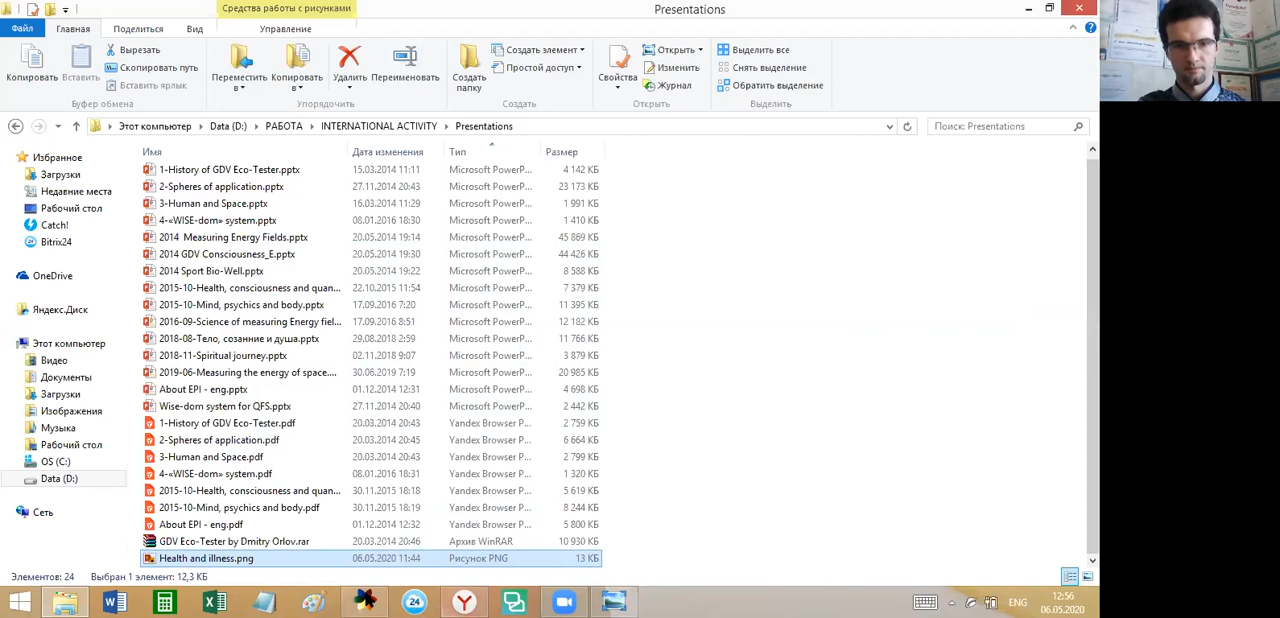 Средства работы с рисунками
Presentations
Файл Главная Поделиться Вид Управление
Копировать Вставить Вырезать Скопировать путь Вставить ярлык
Переместить в Копировать в Удалить Переименовать
Создать папку Создать элемент Простой доступ
Свойства Открыть Изменить Журнал
Выделить все Снять выделение Обратить выделение
Буфер обмена Упорядочить Создать Открыть Выделить
Этот компьютер Data (D:) РАБОТА INTERNATIONAL ACTIVITY Presentations Поиск: Presentations
Избранное
Загрузки
Недавние места
Рабочий стол
Catch!
Bitrix24
OneDrive
Яндекс.Диск
Этот компьютер
Видео
Документы
Загрузки
Изображения
Музыка
Рабочий стол
OS (C:)
Data (D:)
Сеть
Имя Дата изменения Тип Размер
1-History of GDV Eco-Tester.pptx 15.03.2014 11:11 Microsoft PowerP... 4 142 КБ
2-Spheres of application.pptx 27.11.2014 20:43 Microsoft PowerP... 23 173 КБ
3-Human and Space.pptx 16.03.2014 11:29 Microsoft PowerP... 1 991 КБ
4-«WISE-dom» system.pptx 08.01.2016 18:30 Microsoft PowerP... 1 410 КБ
2014 Measuring Energy Fields.pptx 20.05.2014 19:14 Microsoft PowerP... 45 869 КБ
2014 GDV Consciousness_E.pptx 20.05.2014 19:30 Microsoft PowerP... 44 426 КБ
2014 Sport Bio-Well.pptx 20.05.2014 19:22 Microsoft PowerP... 8 588 КБ
2015-10-Health, consciousness and quan... 22.10.2015 11:54 Microsoft PowerP... 7 379 КБ
2015-10-Mind, psychics and body.pptx 17.09.2016 7:20 Microsoft PowerP... 11 395 КБ
2016-09-Science of measuring Energy fiel... 17.09.2016 8:51 Microsoft PowerP... 12 182 КБ
2018-08-Тело, созание и душа.pptx 29.08.2018 2:59 Microsoft PowerP... 11 766 КБ
2018-11-Spiritual journey.pptx 02.11.2018 9:07 Microsoft PowerP... 3 879 КБ
2019-06-Measuring the energy of space.... 30.06.2019 7:19 Microsoft PowerP... 20 985 КБ
About EPI - eng.pptx 01.12.2014 12:31 Microsoft PowerP... 4 698 КБ
Wise-dom system for QFS.pptx 27.11.2014 20:40 Microsoft PowerP... 2 442 КБ
1-History of GDV Eco-Tester.pdf 20.03.2014 20:43 Yandex Browser P... 2 759 КБ
2-Spheres of application.pdf 20.03.2014 20:45 Yandex Browser P... 6 664 КБ
3-Human and Space.pdf 20.03.2014 20:43 Yandex Browser P... 2 799 КБ
4-«WISE-dom» system.pdf 08.01.2016 18:31 Yandex Browser P... 1 320 КБ
2015-10-Health, consciousness and quan... 30.11.2015 18:18 Yandex Browser P... 5 619 КБ
2015-10-Mind, psychics and body.pdf 30.11.2015 18:19 Yandex Browser P... 8 244 КБ
About EPI - eng.pdf 01.12.2014 12:32 Yandex Browser P... 5 800 КБ
GDV Eco-Tester by Dmitry Orlov.rar 20.03.2014 20:46 Архив WinRAR 10 930 КБ
Health and illness.png 06.05.2020 11:44 Рисунок PNG 13 КБ
Элементов: 24 Выбран 1 элемент: 12,3 КБ
24 ENG 12:56
06.05.2020